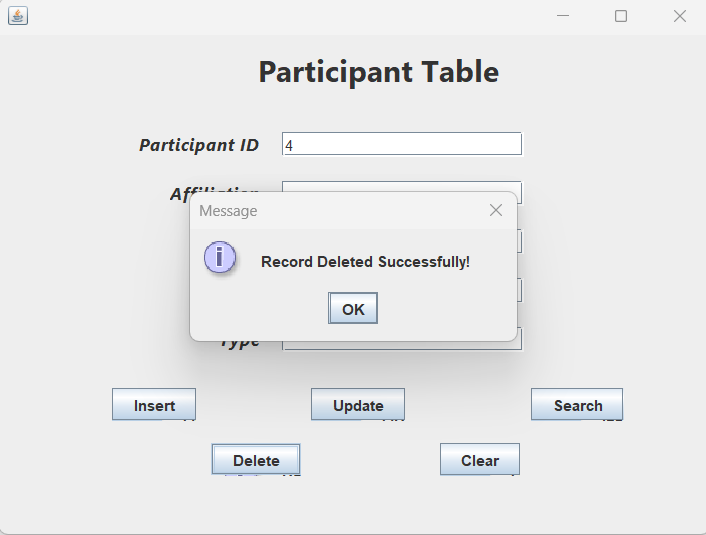 Participant Table
Participant ID 4
Message
Record Deleted Successfully!
OK
Type
Insert Update Search
Delete Clear